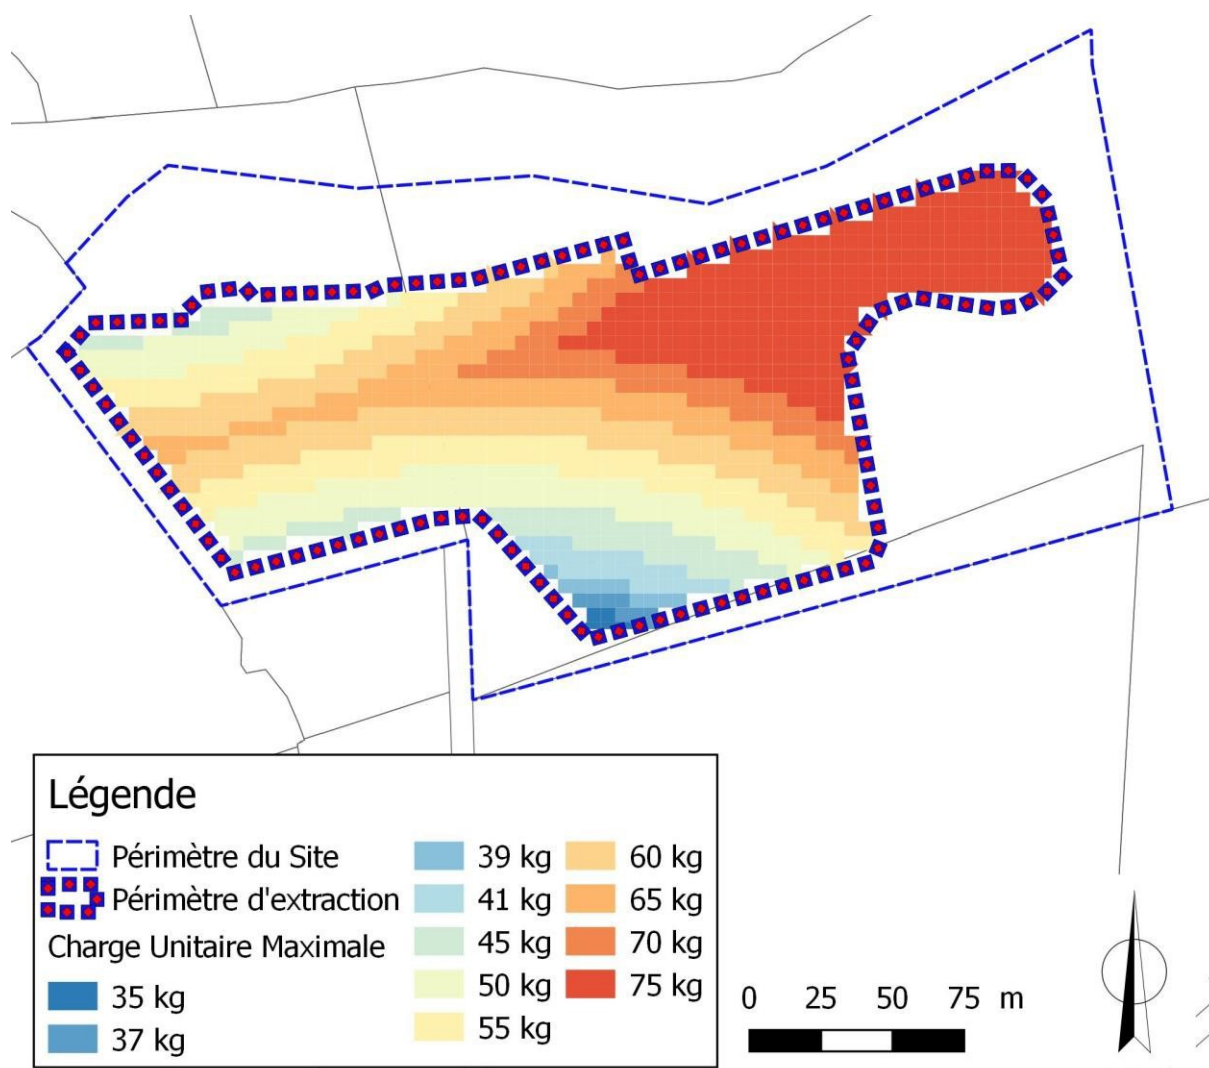 Légende
Périmètre du Site
Périmètre d'extraction
Charge Unitaire Maximale
35 kg
37 kg
39 kg
41 kg
45 kg
50 kg
55 kg
60 kg
65 kg
70 kg
75 kg
0 25 50 75 m